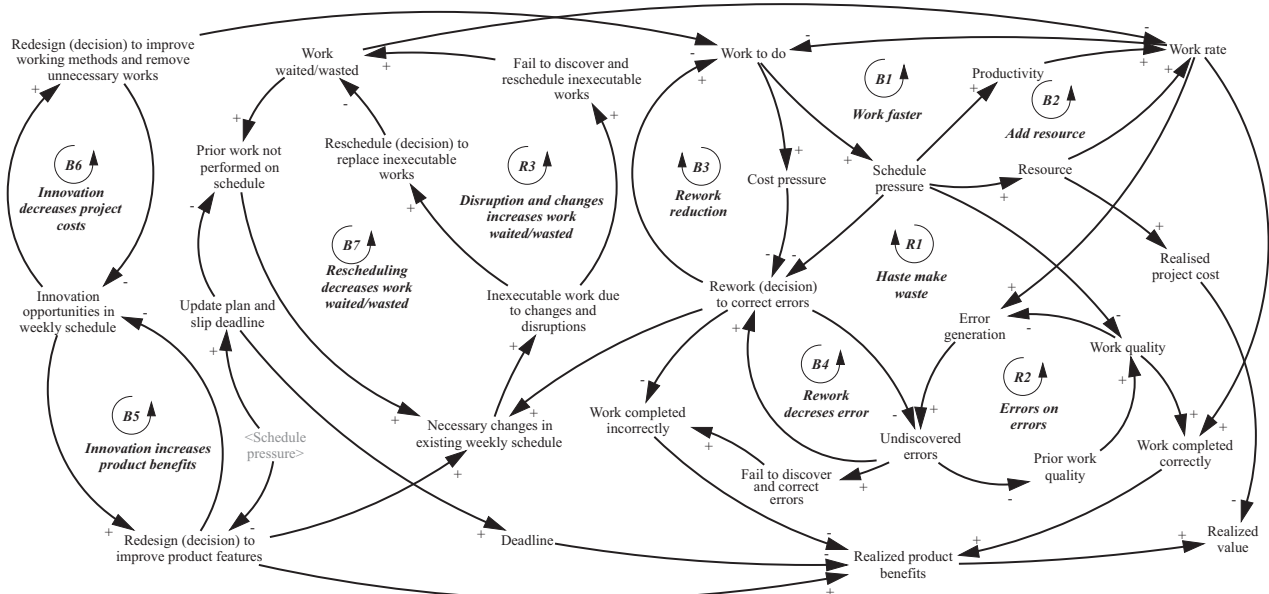 Redesign (decision) to improve
working methods and remove
unnecessary works
Work
waited/wasted
Fail to discover and
reschedule inexecutable
works
Work to do
Productivity
Work rate
B1
Work faster
B2
Add resource
B6
Innovation
decreases project
costs
Prior work not
performed on
schedule
Reschedule (decision) to
replace inexecutable
works
R3
Disruption and changes
increases work
waited/wasted
B3
Rework
reduction
Cost pressure
Schedule
pressure
Resource
B7
Rescheduling
decreases work
waited/wasted
R1
Haste make
waste
Realised
project cost
Innovation
opportunities in
weekly schedule
Update plan and
slip deadline
Inexecutable work due
to changes and
disruptions
Rework (decision)
to correct errors
Error
generation
Work quality
B4
Rework
decreses error
R2
Errors on
errors
B5
Innovation increases
product benefits
<Schedule
pressure>
Necessary changes in
existing weekly schedule
Work completed
incorrectly
Undiscovered
errors
Work completed
correctly
Fail to discover
and correct
errors
Prior work
quality
Redesign (decision) to
improve product features
Deadline
Realized product
benefits
Realized
value